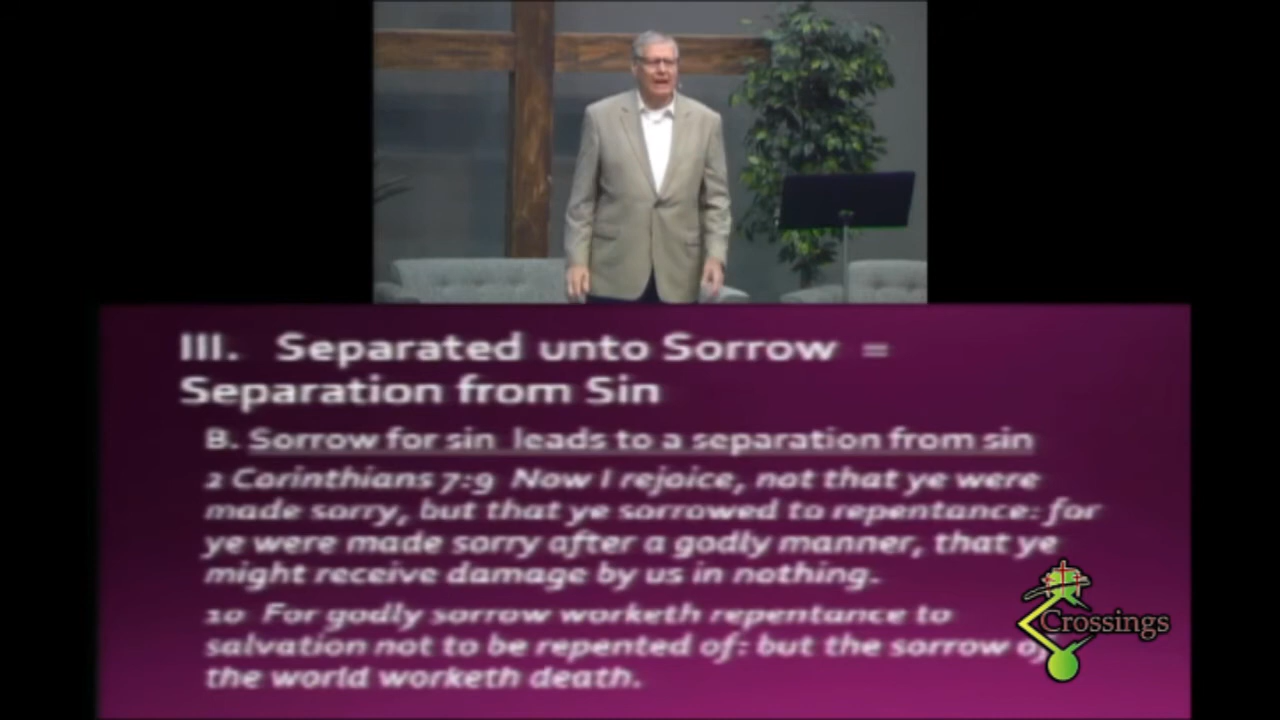 III. Separated unto Sorrow =
Separation from Sin
B. Sorrow for sin leads to a separation from sin
2 Corinthians 7:9 Now I rejoice, not that ye were
made sorry, but that ye sorrowed to repentance: for
ye were made sorry after a godly manner, that ye
might receive damage by us in nothing.
10 For godly sorrow worketh repentance to
salvation not to be repented of: but the sorrow of
the world worketh death.
Crossings